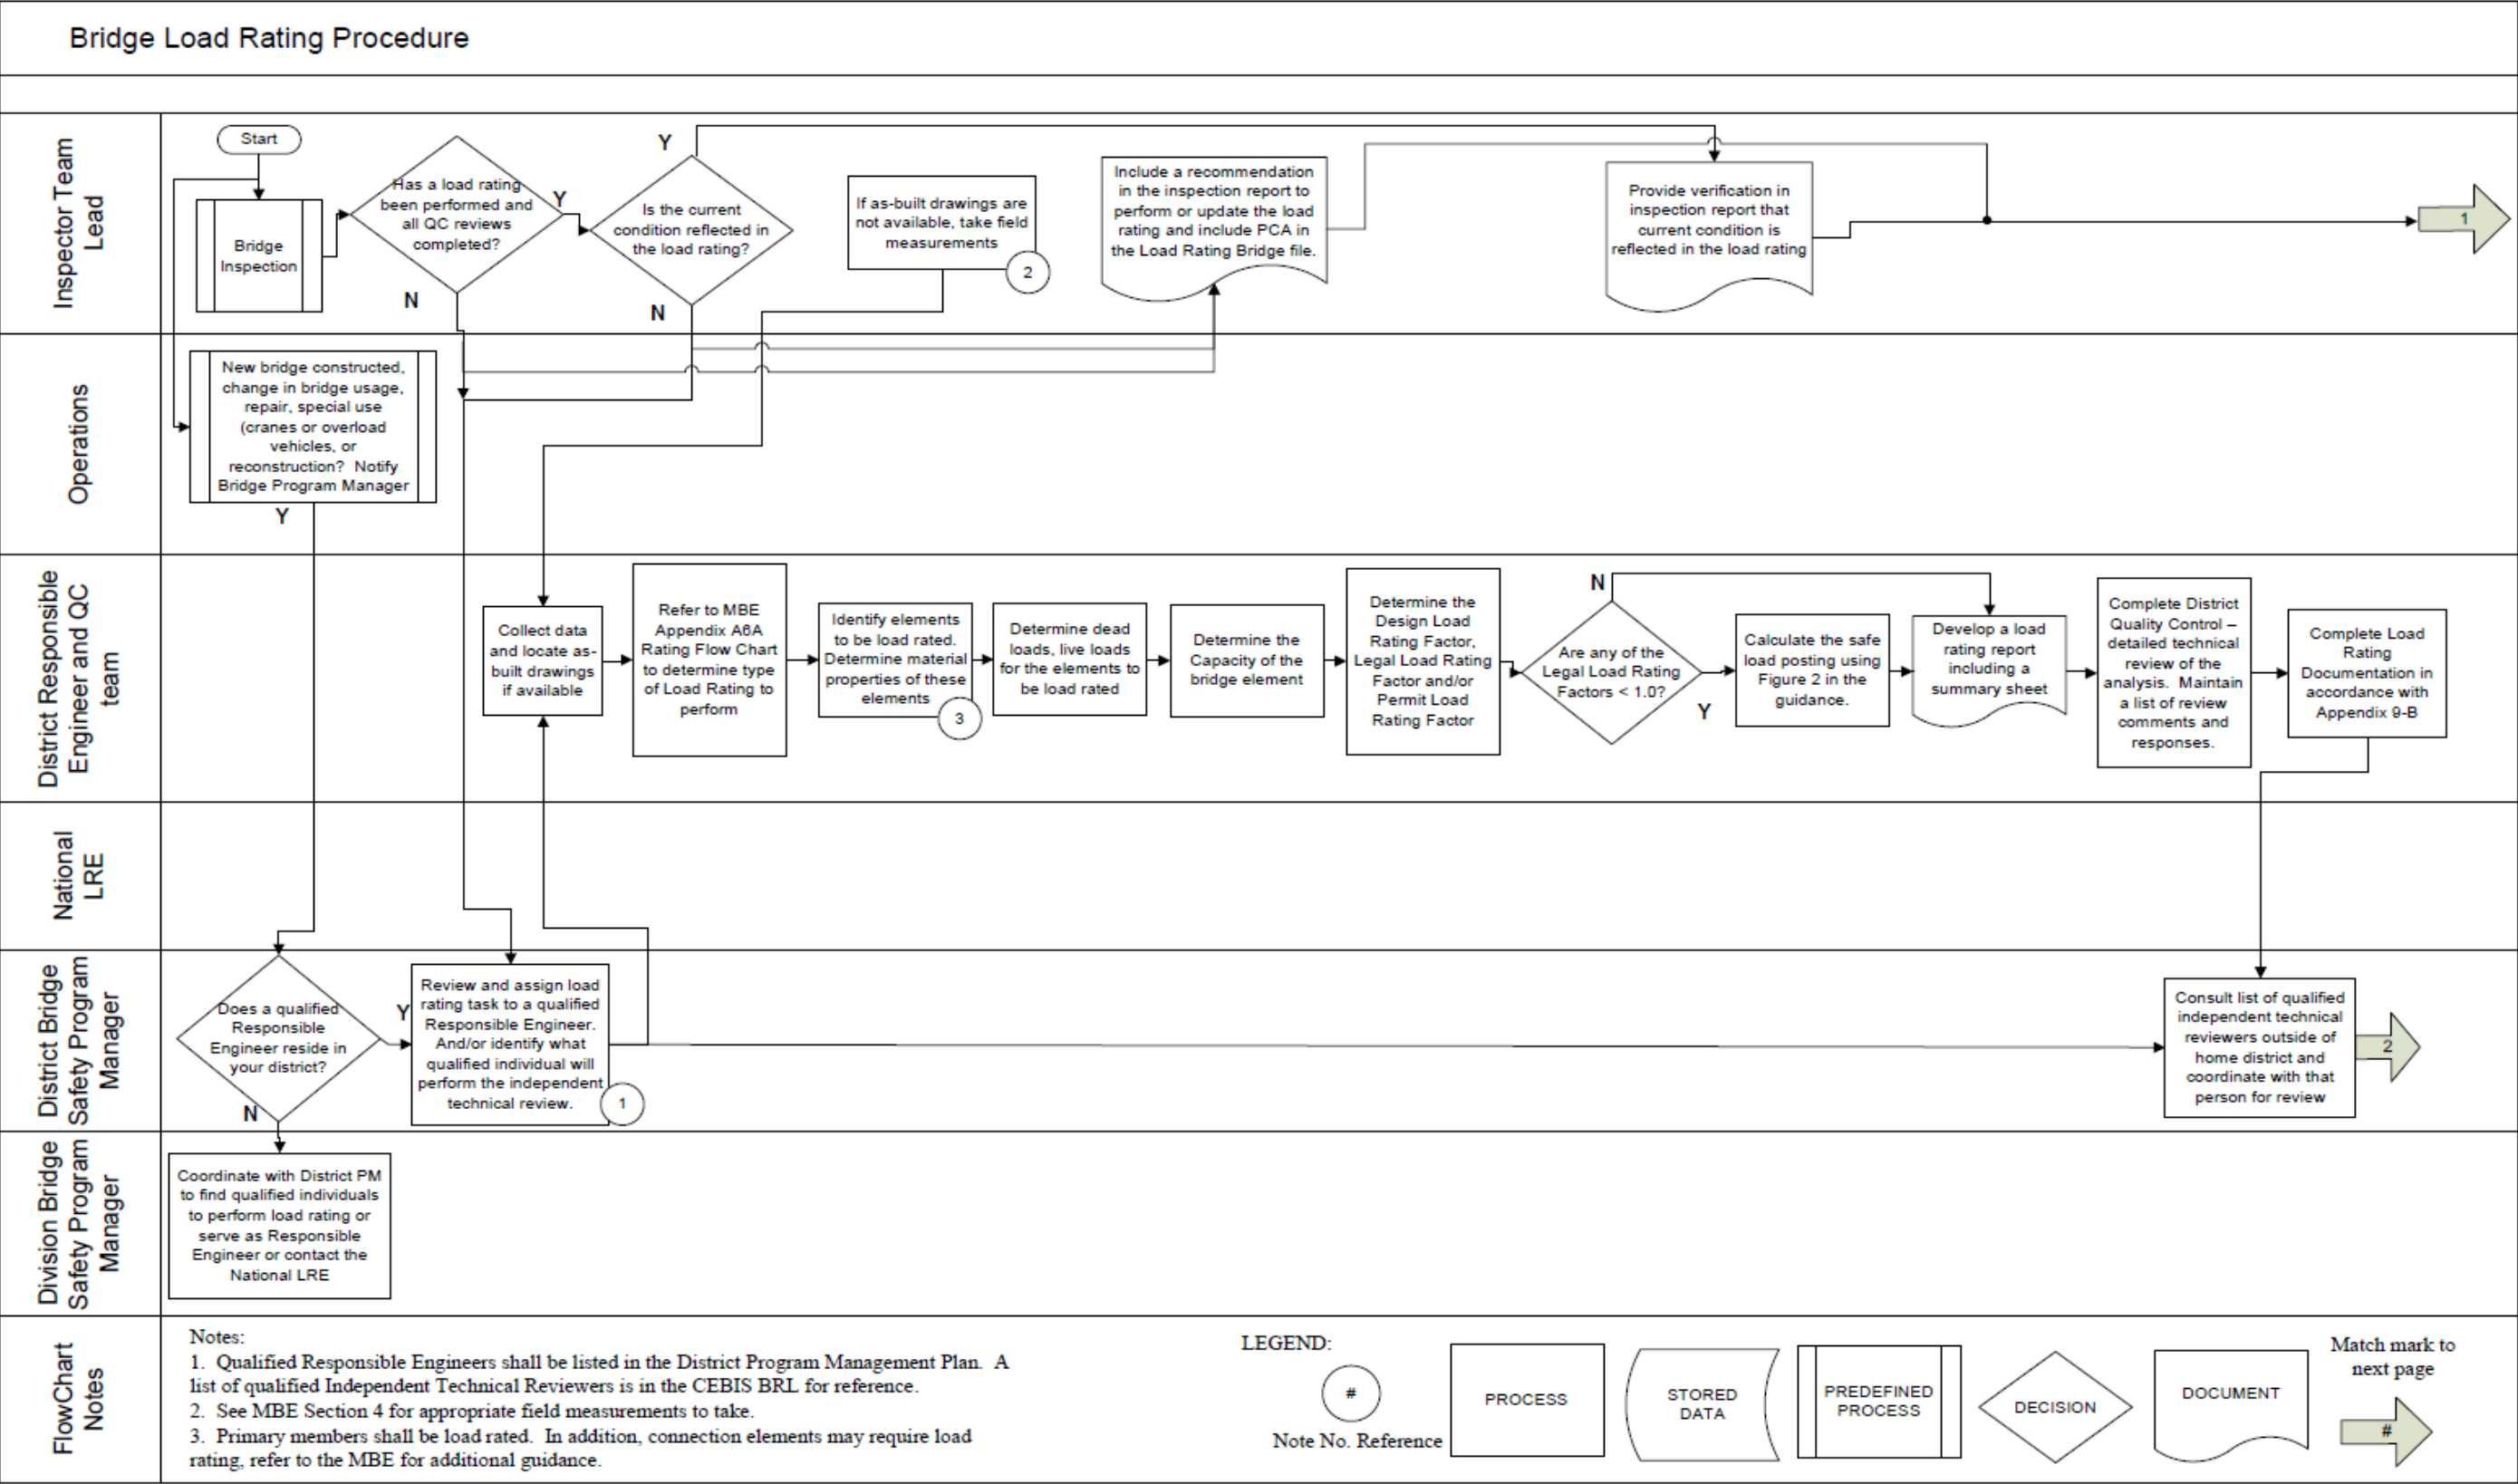 Bridge Load Rating Procedure
Inspector Team
Lead
Start
Bridge
Inspection
Has a load rating
been performed and
all QC reviews
completed?
Y
N
Is the current
condition reflected in
the load rating?
Y
N
If as-built drawings are
not available, take field
measurements
2
Include a recommendation
in the inspection report to
perform or update the load
rating and include PCA in
the Load Rating Bridge file.
Provide verification in
inspection report that
current condition is
reflected in the load rating
1
Operations
New bridge constructed,
change in bridge usage,
repair, special use
(cranes or overload
vehicles, or
reconstruction? Notify
Bridge Program Manager
Y
District Responsible
Engineer and QC
team
Collect data
and locate as-
built drawings
if available
Refer to MBE
Appendix A6A
Rating Flow Chart
to determine type
of Load Rating to
perform
Identify elements
to be load rated.
Determine material
properties of these
elements
3
Determine dead
loads, live loads
for the elements to
be load rated
Determine the
Capacity of the
bridge element
Determine the
Design Load
Rating Factor,
Legal Load Rating
Factor and/or
Permit Load
Rating Factor
N
Are any of the
Legal Load Rating
Factors < 1.0?
Y
Calculate the safe
load posting using
Figure 2 in the
guidance.
Develop a load
rating report
including a
summary sheet
Complete District
Quality Control –
detailed technical
review of the
analysis. Maintain
a list of review
comments and
responses.
Complete Load
Rating
Documentation in
accordance with
Appendix 9-B
National
LRE
District Bridge
Safety Program
Manager
Does a qualified
Responsible
Engineer reside in
your district?
Y
N
Review and assign load
rating task to a qualified
Responsible Engineer.
And/or identify what
qualified individual will
perform the independent
technical review.
1
Consult list of qualified
independent technical
reviewers outside of
home district and
coordinate with that
person for review
2
Division Bridge
Safety Program
Manager
Coordinate with District PM
to find qualified individuals
to perform load rating or
serve as Responsible
Engineer or contact the
National LRE
FlowChart
Notes
Notes:
1. Qualified Responsible Engineers shall be listed in the District Program Management Plan. A
list of qualified Independent Technical Reviewers is in the CEBIS BRL for reference.
2. See MBE Section 4 for appropriate field measurements to take.
3. Primary members shall be load rated. In addition, connection elements may require load
rating, refer to the MBE for additional guidance.
LEGEND:
#
Note No. Reference
PROCESS
STORED
DATA
PREDEFINED
PROCESS
DECISION
DOCUMENT
Match mark to
next page
#